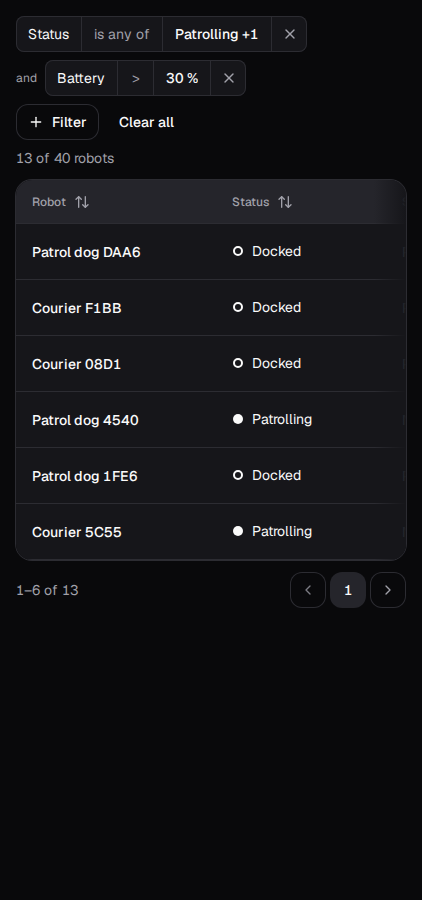 Status is any of Patrolling +1
and Battery > 30 %
Filter Clear all
13 of 40 robots
Robot Status
Patrol dog DAA6 Docked
Courier F1BB Docked
Courier 08D1 Docked
Patrol dog 4540 Patrolling
Patrol dog 1FE6 Docked
Courier 5C55 Patrolling
1–6 of 13 1